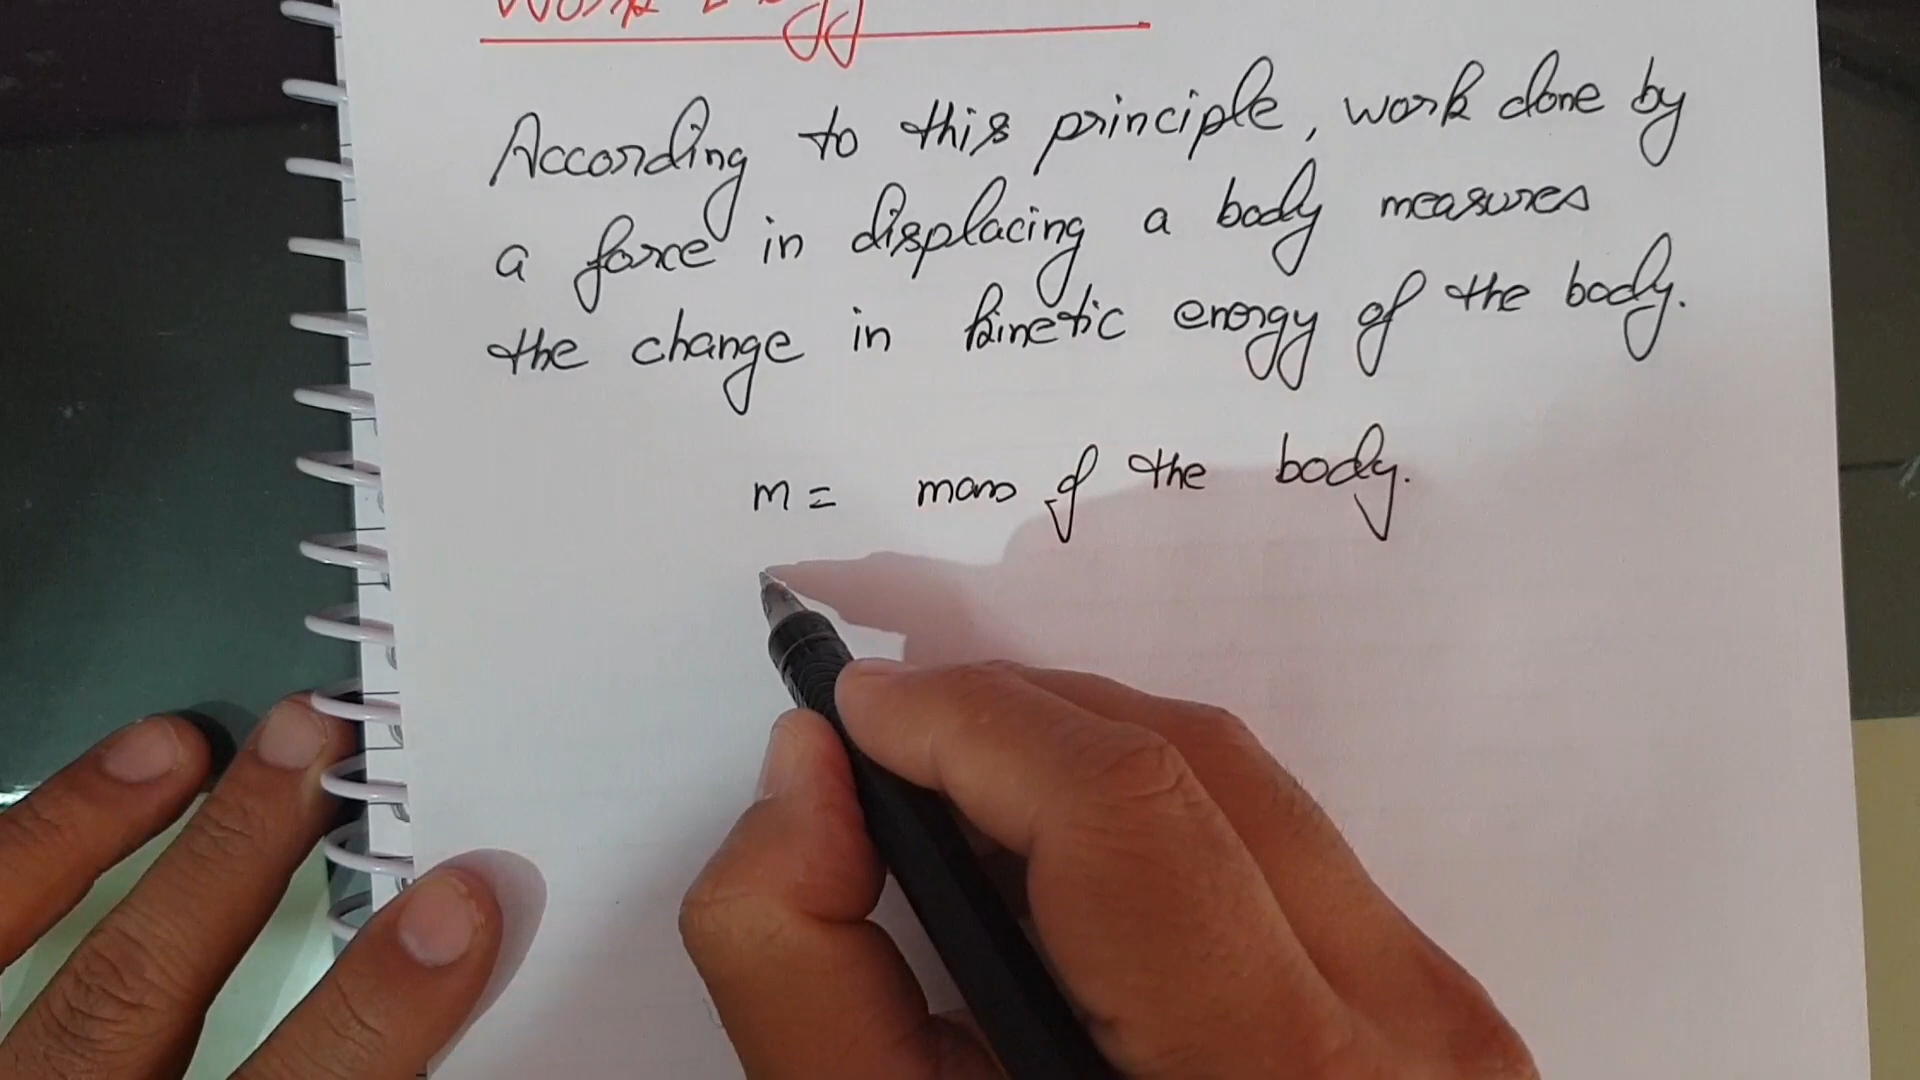 Work
According to this principle, work done by
a force in displacing a body measures
the change in kinetic energy of the body.
m = mass of the body.